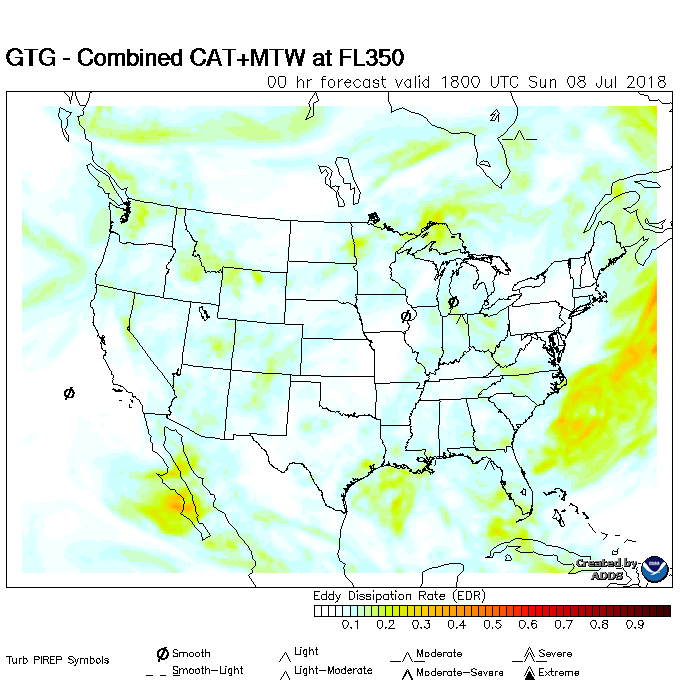 GTG - Combined CAT+MTW at FL350
00 hr forecast valid 1800 UTC Sun 08 Jul 2018
Created by
ADDS
Eddy Dissipation Rate (EDR)
0.1 0.2 0.3 0.4 0.5 0.6 0.7 0.8 0.9
Turb PIREP Symbols
Smooth Light Moderate Severe
Smooth-Light Light-Moderate Moderate-Severe Extreme